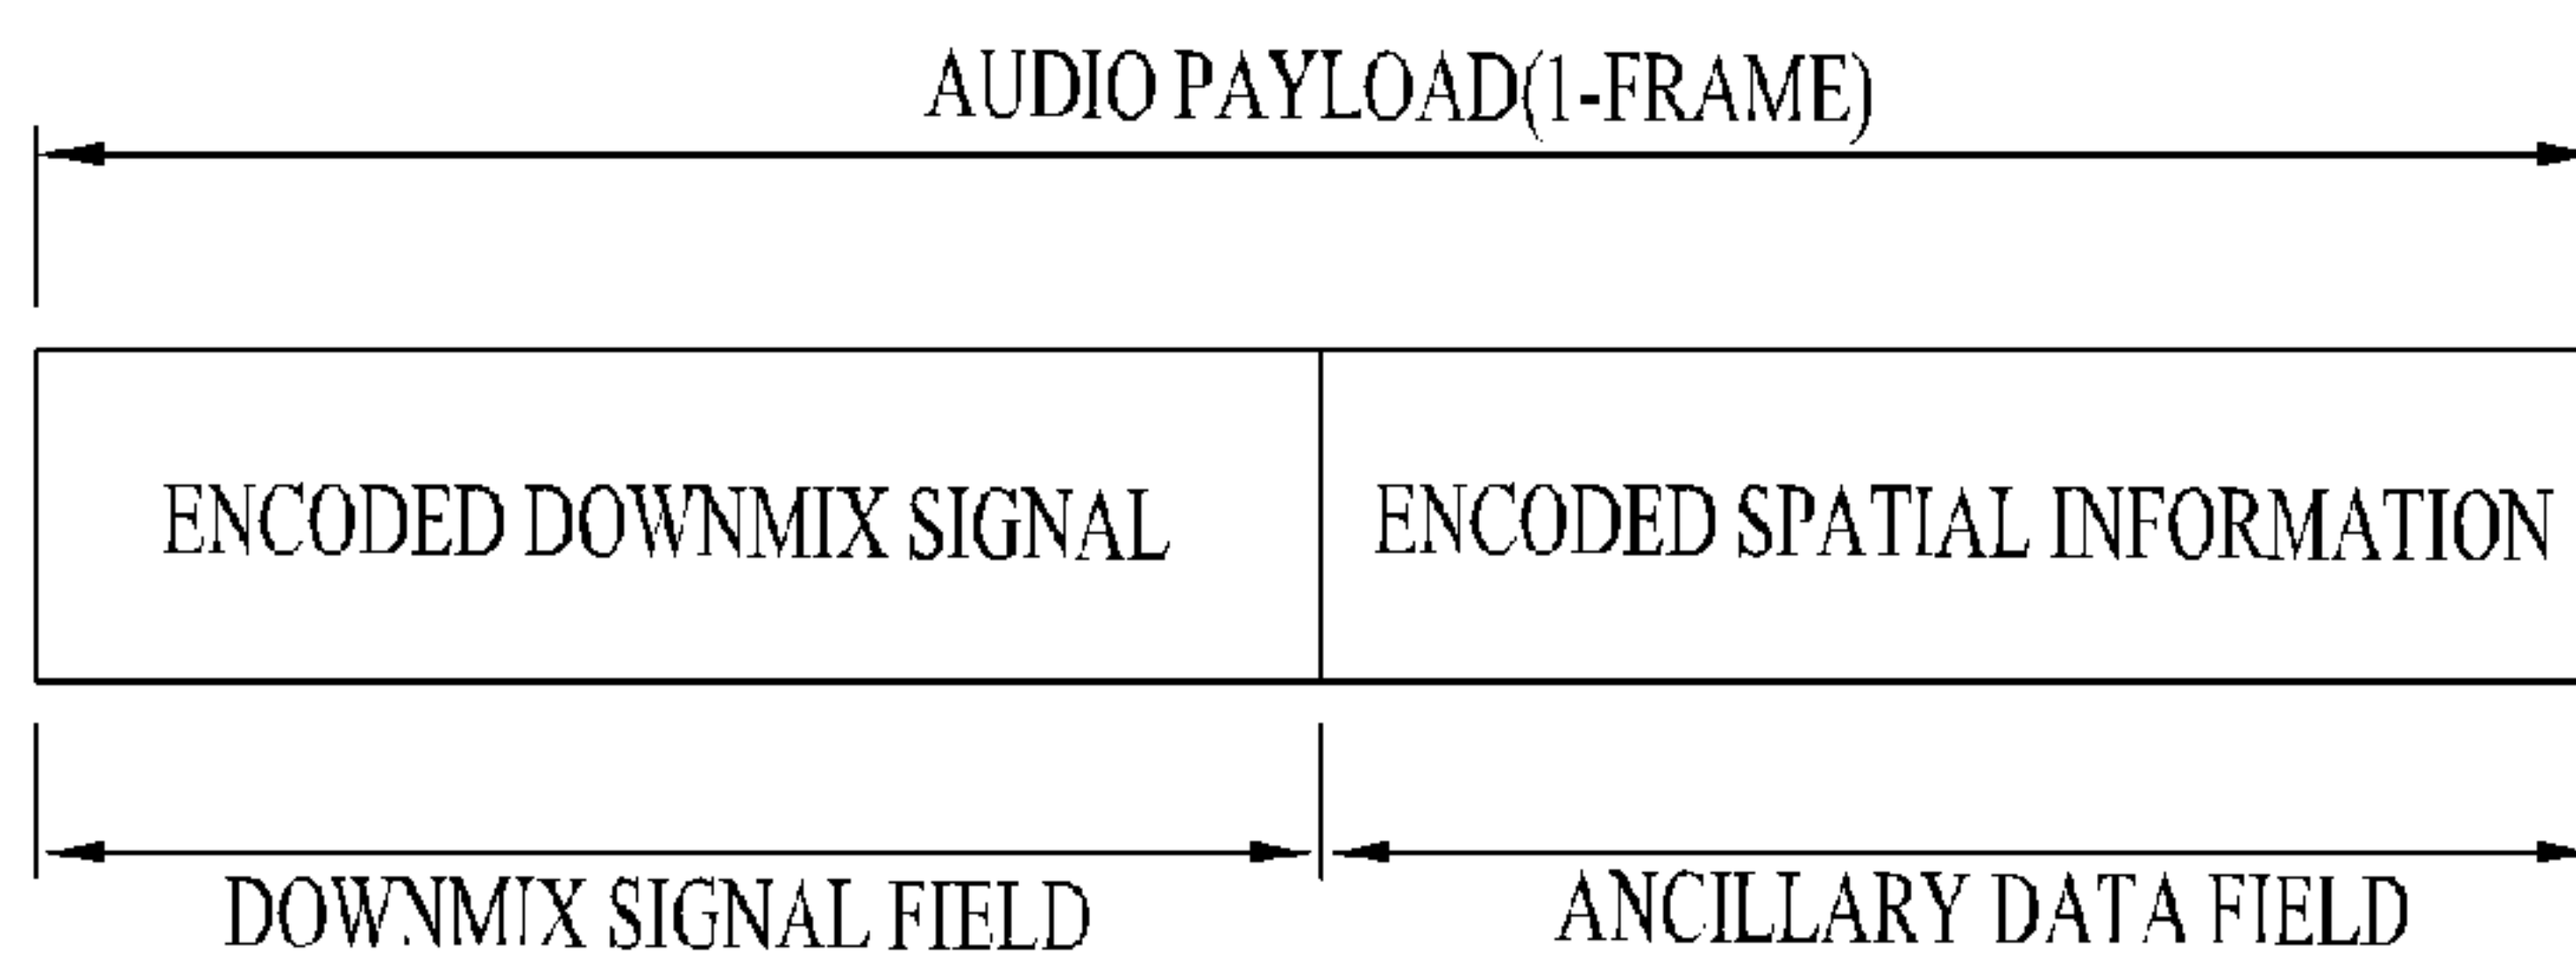 AUDIO PAYLOAD(1-FRAME)
ENCODED DOWNMIX SIGNAL
ENCODED SPATIAL INFORMATION
DOWNMIX SIGNAL FIELD
ANCILLARY DATA FIELD